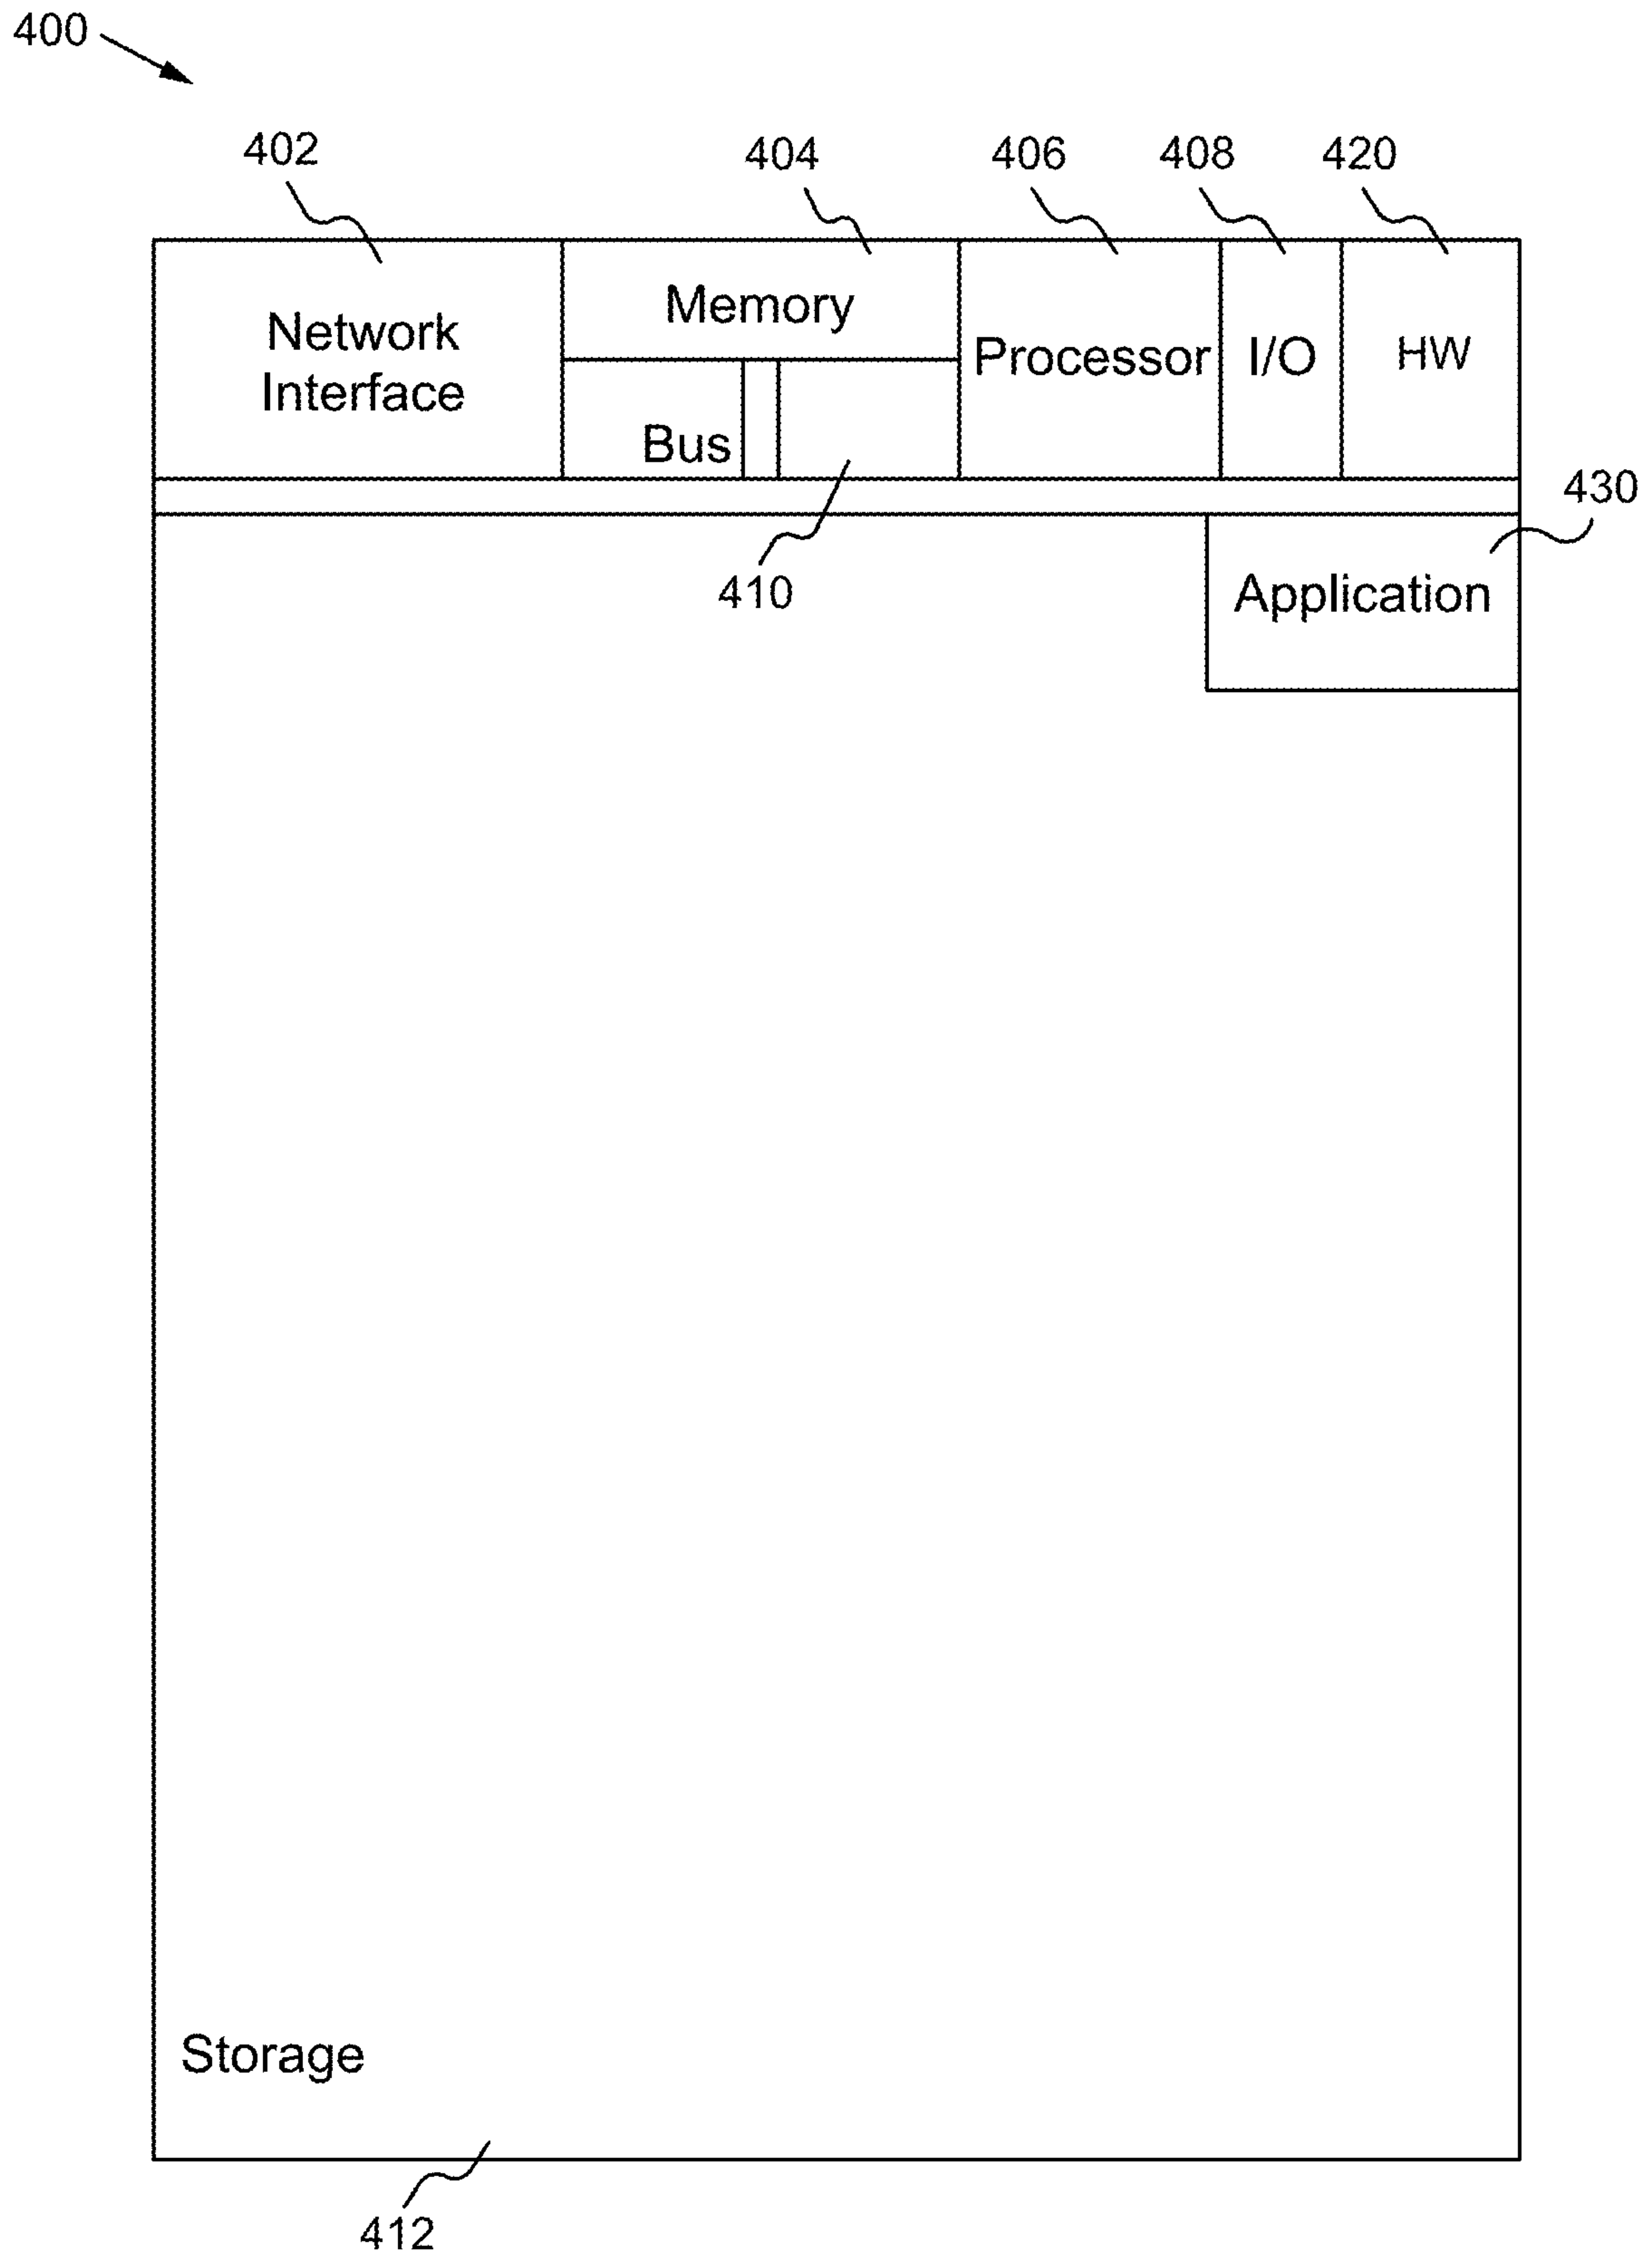 400
402
404
406
408
420
Network
Interface
Memory
Processor
I/O
HW
Bus
430
410
Application
Storage
412